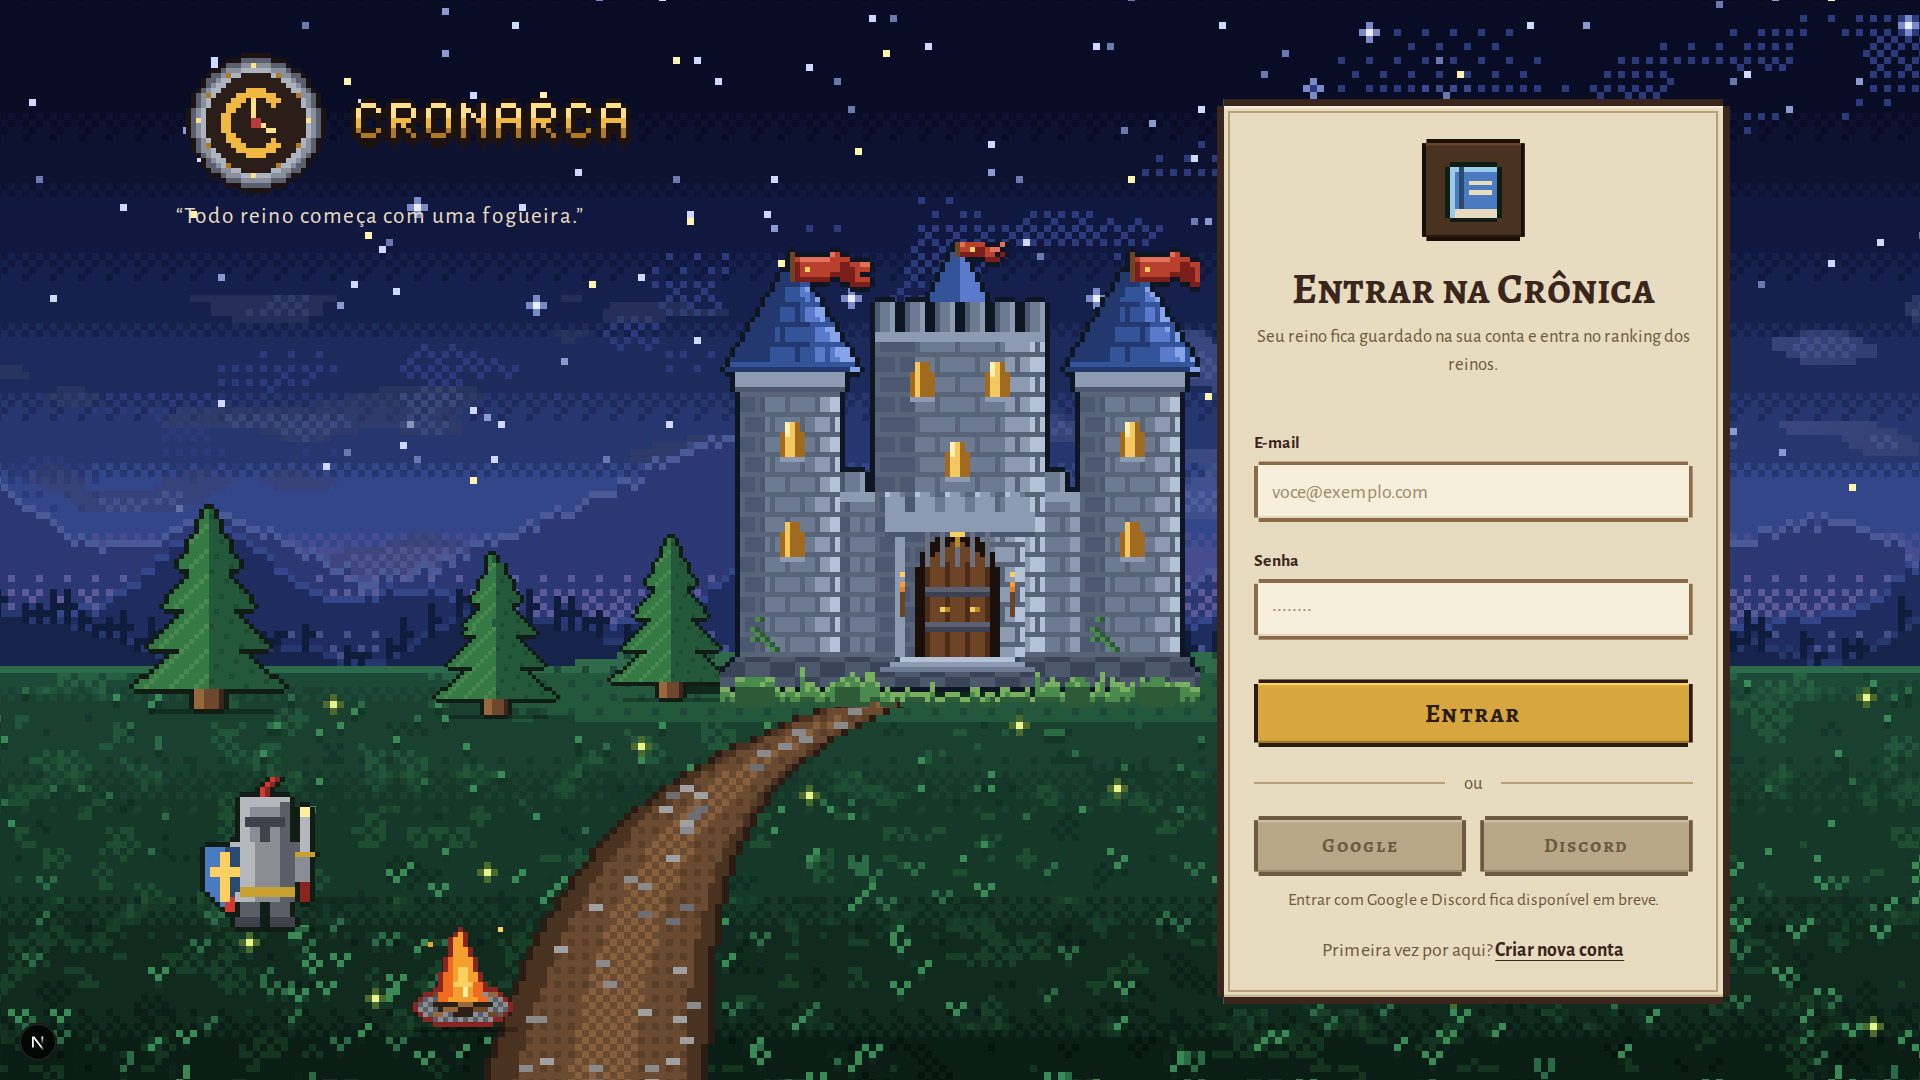 CRONARCA
“Todo reino começa com uma fogueira.”
Entrar na Crônica
Seu reino fica guardado na sua conta e entra no ranking dos
reinos.
E-mail
voce@exemplo.com
Senha
········
Entrar
ou
Google
Discord
Entrar com Google e Discord fica disponível em breve.
Primeira vez por aqui? Criar nova conta
N